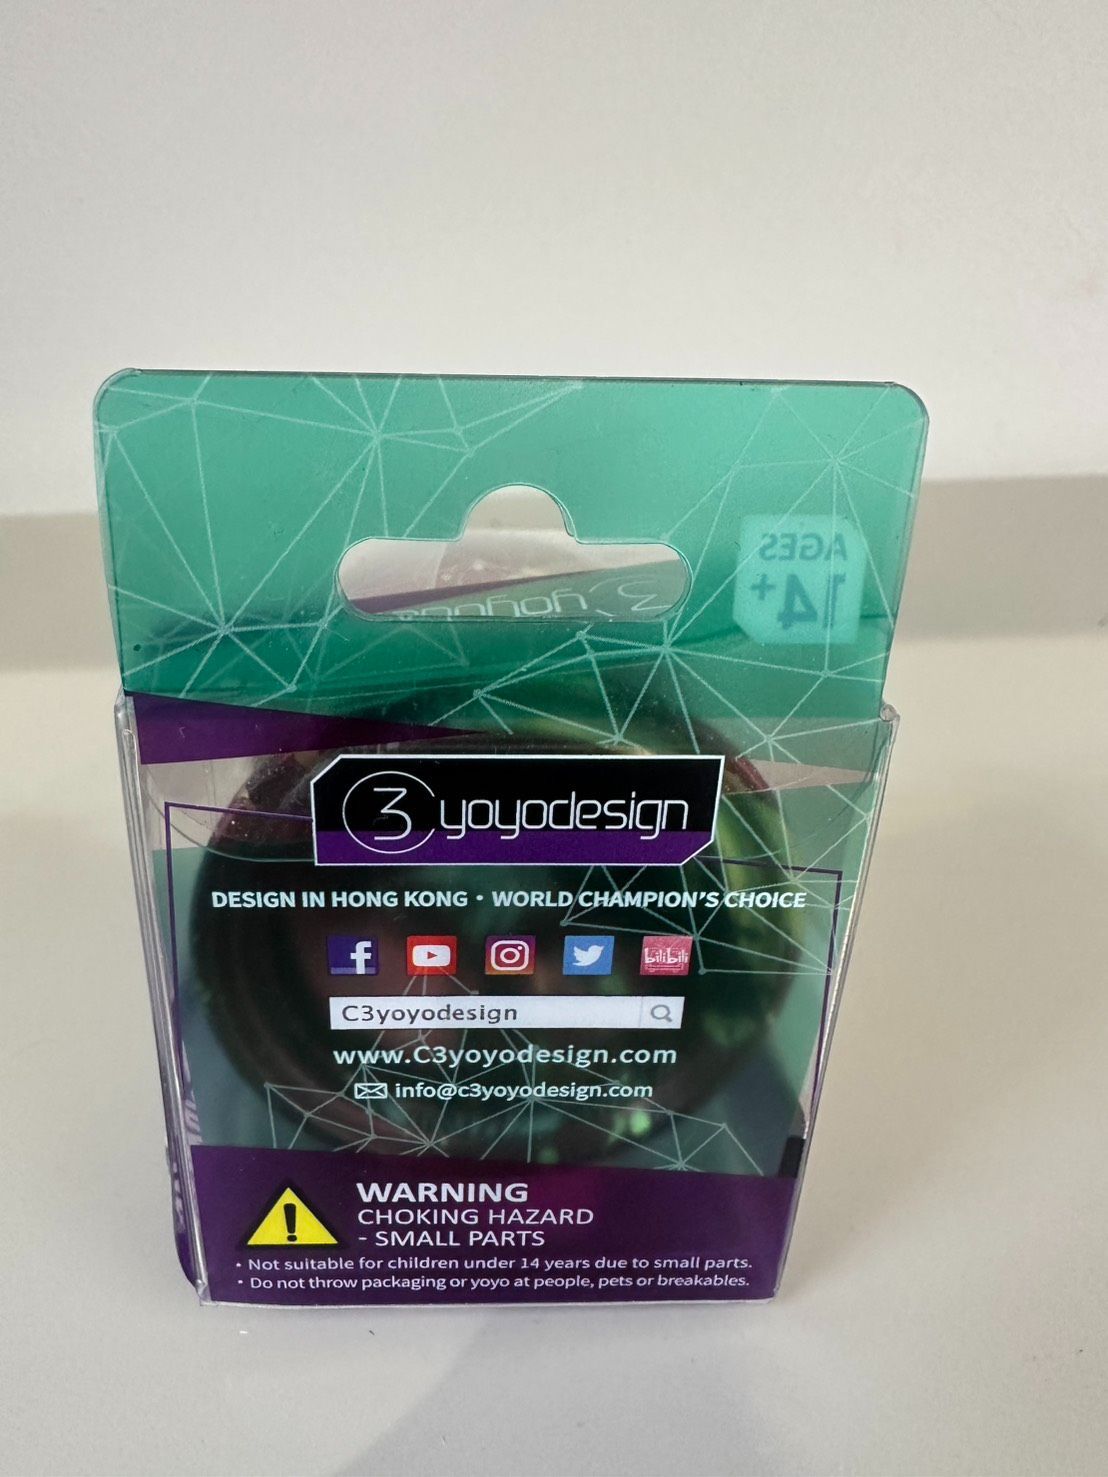 AGES
14+
3 yoyodesign
DESIGN IN HONG KONG • WORLD CHAMPION'S CHOICE
f
bilibili
C3yoyodesign
www.C3yoyodesign.com
info@c3yoyodesign.com
WARNING
CHOKING HAZARD
- SMALL PARTS
• Not suitable for children under 14 years due to small parts.
• Do not throw packaging or yoyo at people, pets or breakables.